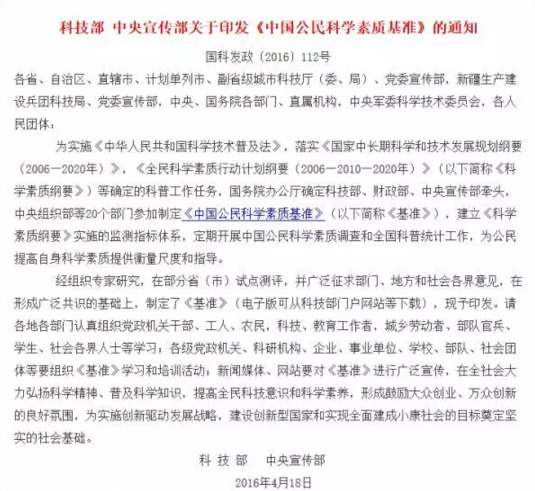 科技部 中央宣传部关于印发《中国公民科学素质基准》的通知
国科发政〔2016〕112号
各省、自治区、直辖市、计划单列市、副省级城市科技厅（委、局）、党委宣传部，新疆生产建
设兵团科技局、党委宣传部，中央、国务院各部门、直属机构，中央军委科学技术委员会，各人
民团体：
为实施《中华人民共和国科学技术普及法》，落实《国家中长期科学和技术发展规划纲要
（2006—2020年）》，《全民科学素质行动计划纲要（2006—2010—2020年）》（以下简称《科
学素质纲要》）等确定的科普工作任务，国务院办公厅确定科技部、财政部、中央宣传部牵头，
中央组织部等20个部门参加制定《中国公民科学素质基准》（以下简称《基准》），建立《科学
素质纲要》实施的监测指标体系，定期开展中国公民科学素质调查和全国科普统计工作，为公民
提高自身科学素质提供衡量尺度和指导。
经组织专家研究，在部分省（市）试点测评，并广泛征求部门、地方和社会各界意见，在
形成广泛共识的基础上，制定了《基准》（电子版可从科技部门户网站等下载），现予印发。请
各地各部门认真组织党政机关干部、工人、农民，科技、教育工作者，城乡劳动者、部队官兵、
学生、社会各界人士等学习；各级党政机关、科研机构、企业、事业单位、学校、部队、社会团
体等要组织《基准》学习和培训活动；新闻媒体、网站要对《基准》进行广泛宣传，在全社会大
力弘扬科学精神、普及科学知识，提高全民科技意识和科学素养，形成鼓励大众创业、万众创新
的良好氛围，为实施创新驱动发展战略，建设创新型国家和实现全面建成小康社会的目标奠定坚
实的社会基础。
科 技 部 中央宣传部
2016年4月18日